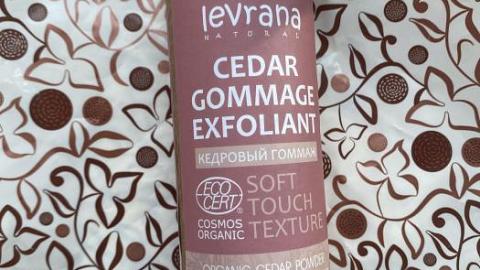 levrana
NATURAL
CEDAR
GOMMAGE
EXFOLIANT
КЕДРОВЫЙ ГОММАЖ
ECO
CERT
COSMOS
ORGANIC
SOFT
TOUCH
TEXTURE
ORGANIC CEDAR POWDER